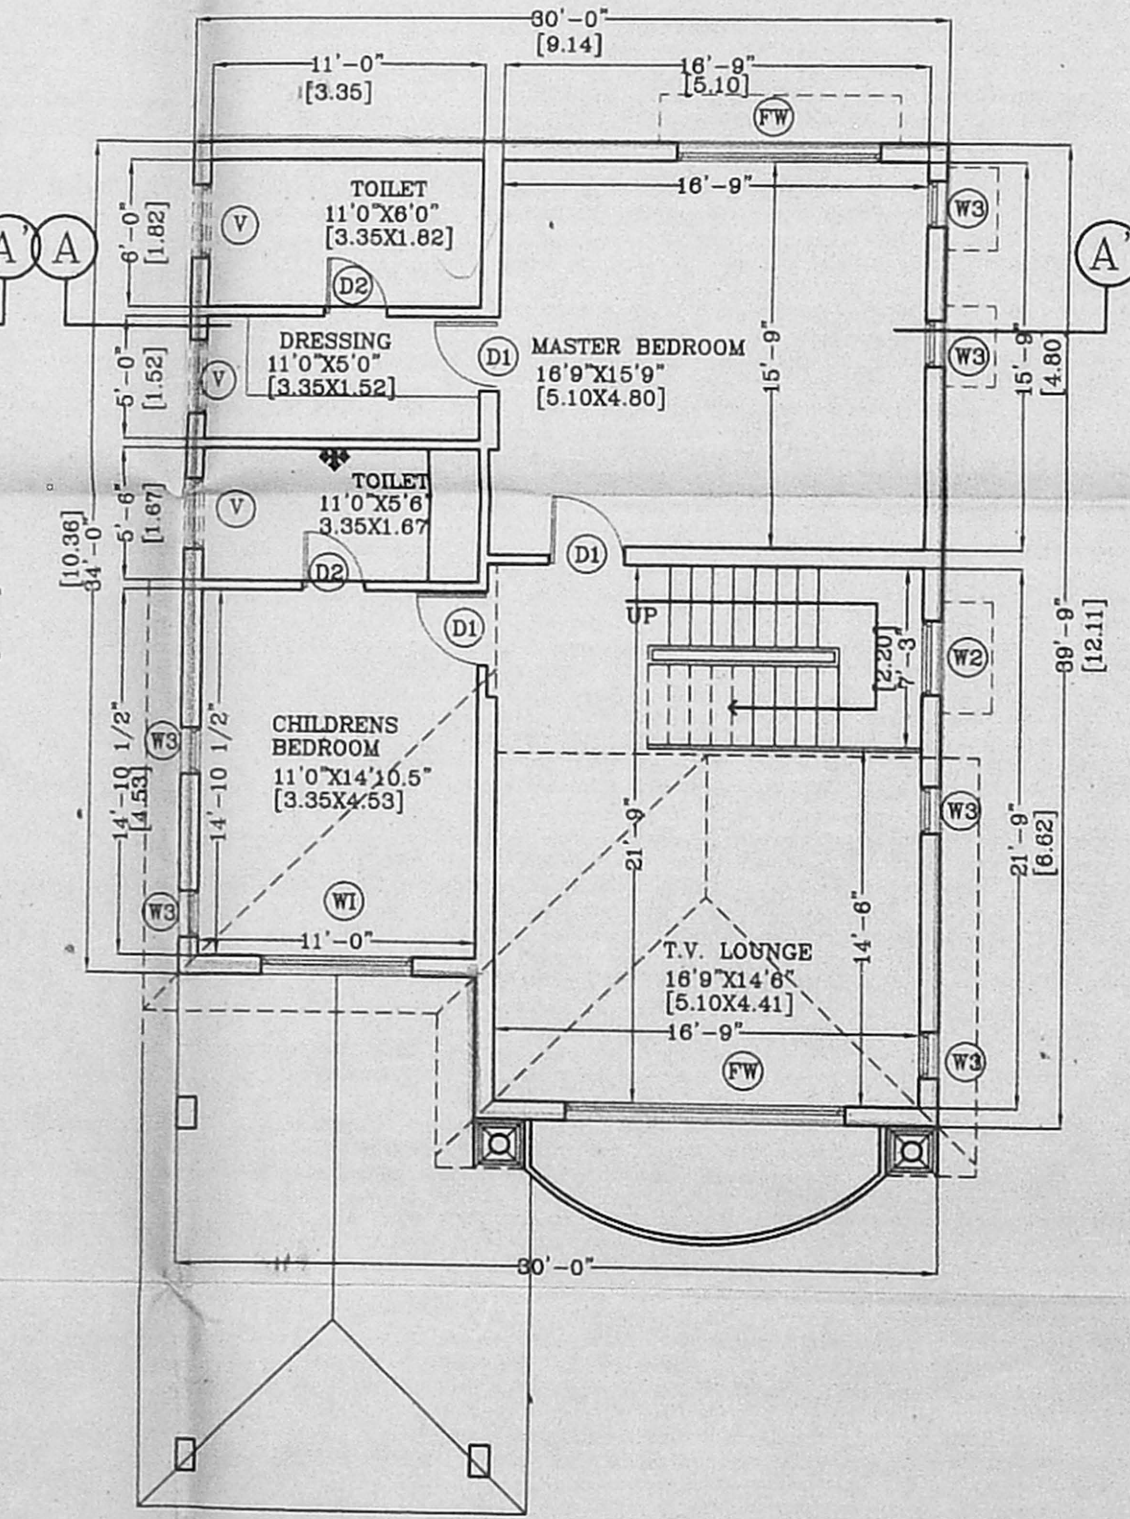 30'-0"
[9.14]
11'-0"
[3.35]
16'-9"
[5.10]
FW
16'-9"
TOILET
11'0"X6'0"
[3.35X1.82]
V
6'-0"
[1.82]
W3
A'
A
A'
D2
DRESSING
11'0"X5'0"
[3.35X1.52]
V
5'-0"
[1.52]
D1
MASTER BEDROOM
16'9"X15'9"
[5.10X4.80]
15'-9"
W3
15'-9"
[4.80]
TOILET
11'0"X5'6
3.35X1.67
V
5'-6"
[1.67]
[10.36]
34'-0"
D2
D1
D1
UP
[2.20]
7'-3"
W2
39'-9"
[12.11]
CHILDRENS
BEDROOM
11'0"X14'10.5"
[3.35X4.53]
W3
14'-10 1/2"
[4.53]
14'-10 1/2"
21'-9"
W3
21'-9"
[6.62]
W3
WI
11'-0"
14'-6"
T.V. LOUNGE
16'9"X14'6"
[5.10X4.41]
16'-9"
FW
W3
30'-0"